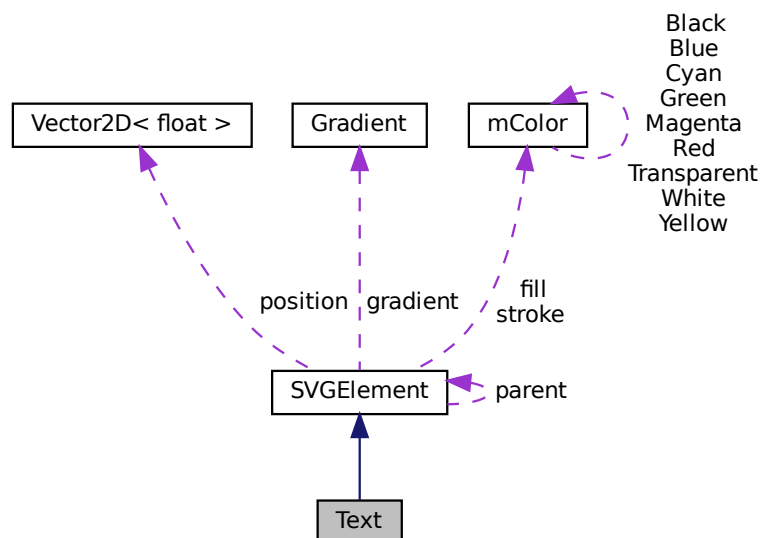 Black
Blue
Cyan
Green
Magenta
Red
Transparent
White
Yellow
Vector2D< float >
Gradient
mColor
position
gradient
fill
stroke
SVGElement
parent
Text